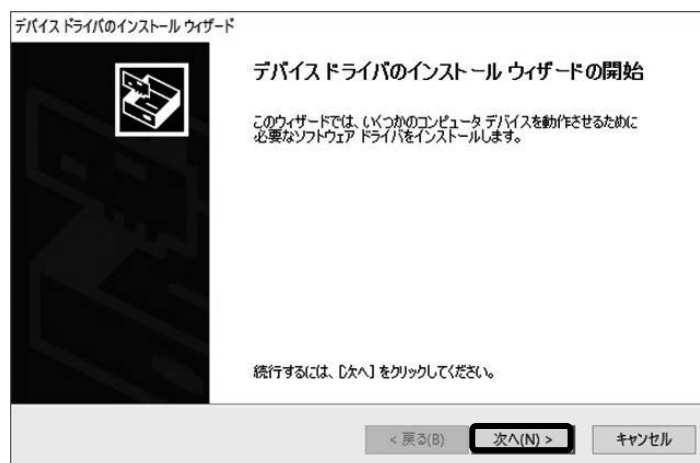 デバイス ドライバのインストール ウィザード
デバイス ドライバのインストール ウィザードの開始
このウィザードでは、いくつかのコンピュータ デバイスを動作させるために
必要なソフトウェア ドライバをインストールします。
続行するには、[次へ] をクリックしてください。
< 戻る(B)
次へ(N) >
キャンセル